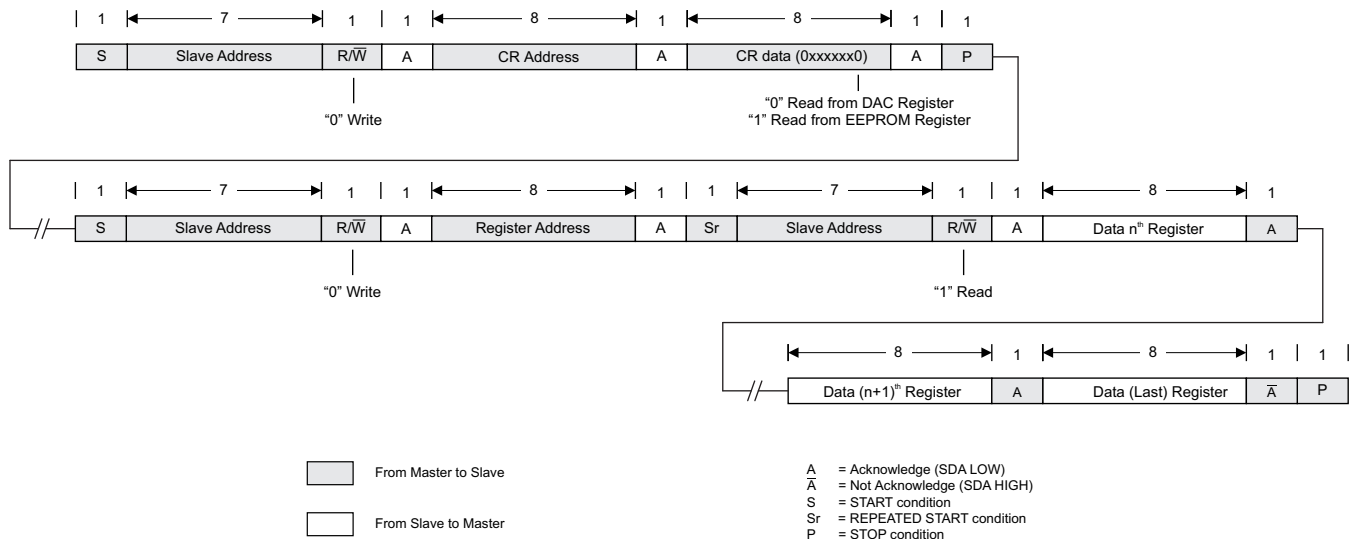 1 7 1 1 8 1 8 1 1
S Slave Address R/W̅ A CR Address A CR data (0xxxxxx0) A P
"0" Write
"0" Read from DAC Register
"1" Read from EEPROM Register
1 7 1 1 8 1 1 7 1 1 8 1
S Slave Address R/W̅ A Register Address A Sr Slave Address R/W̅ A Data nᵗʰ Register A
"0" Write
"1" Read
8 1 8 1 1
Data (n+1)ᵗʰ Register A Data (Last) Register A̅ P
From Master to Slave
From Slave to Master
A = Acknowledge (SDA LOW)
A̅ = Not Acknowledge (SDA HIGH)
S = START condition
Sr = REPEATED START condition
P = STOP condition